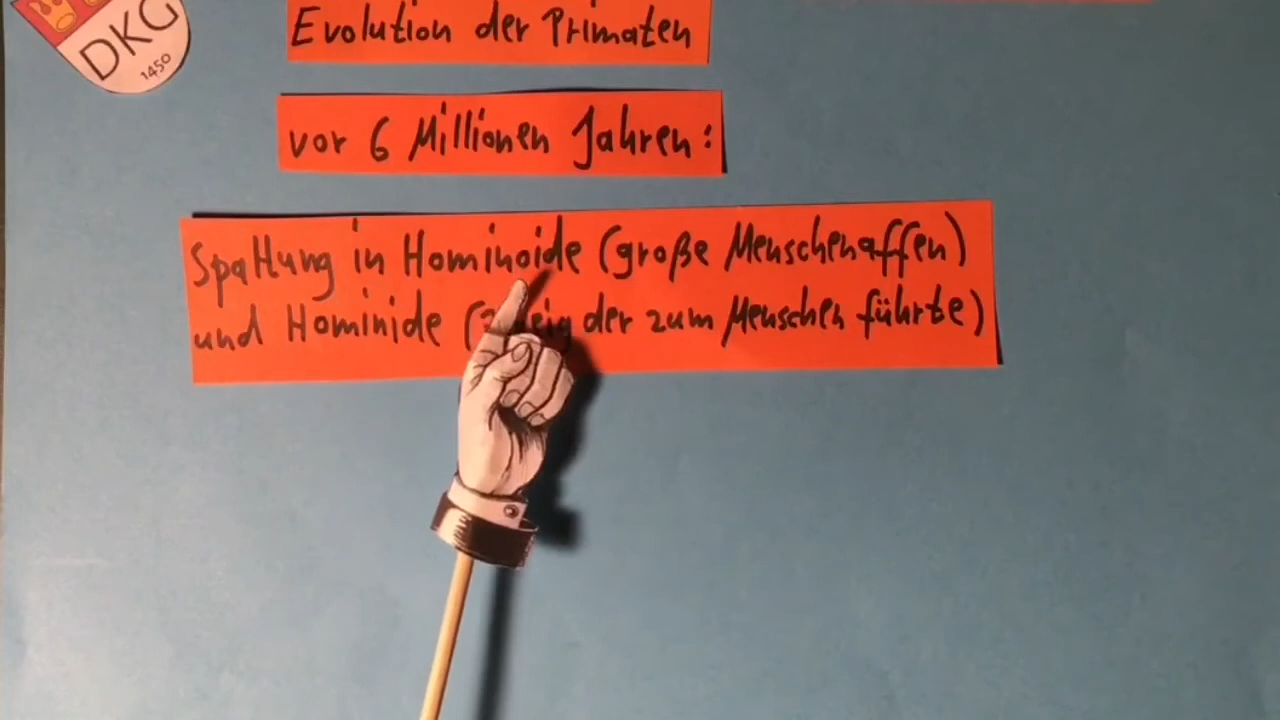 DKG
1450
Evolution der Primaten
vor 6 Millionen Jahren:
Spaltung in Hominoide (große Menschenaffen)
und Hominide (Zweig der zum Menschen führte)